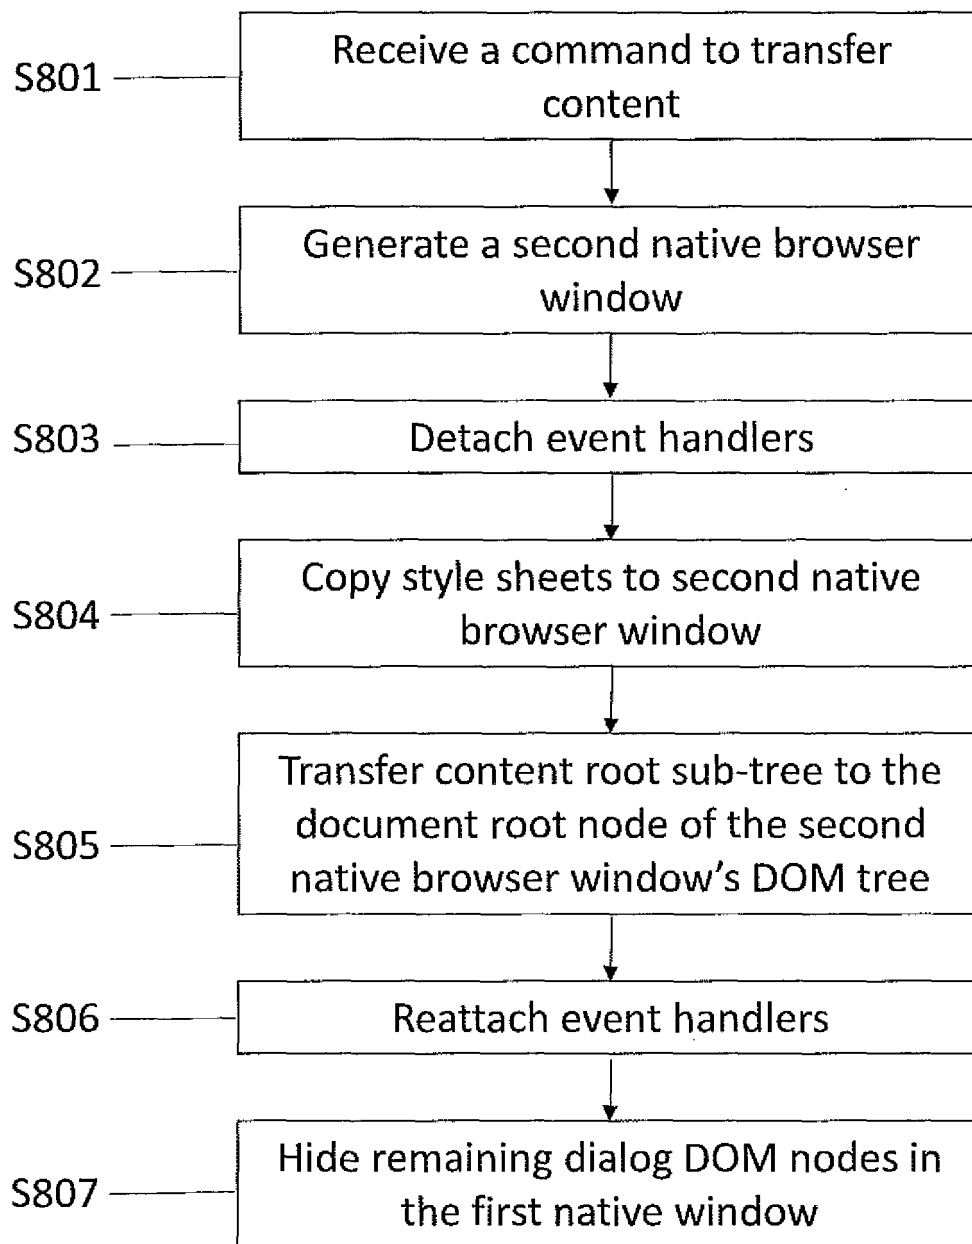 S801
Receive a command to transfer
content
S802
Generate a second native browser
window
S803
Detach event handlers
S804
Copy style sheets to second native
browser window
S805
Transfer content root sub-tree to the
document root node of the second
native browser window's DOM tree
S806
Reattach event handlers
S807
Hide remaining dialog DOM nodes in
the first native window